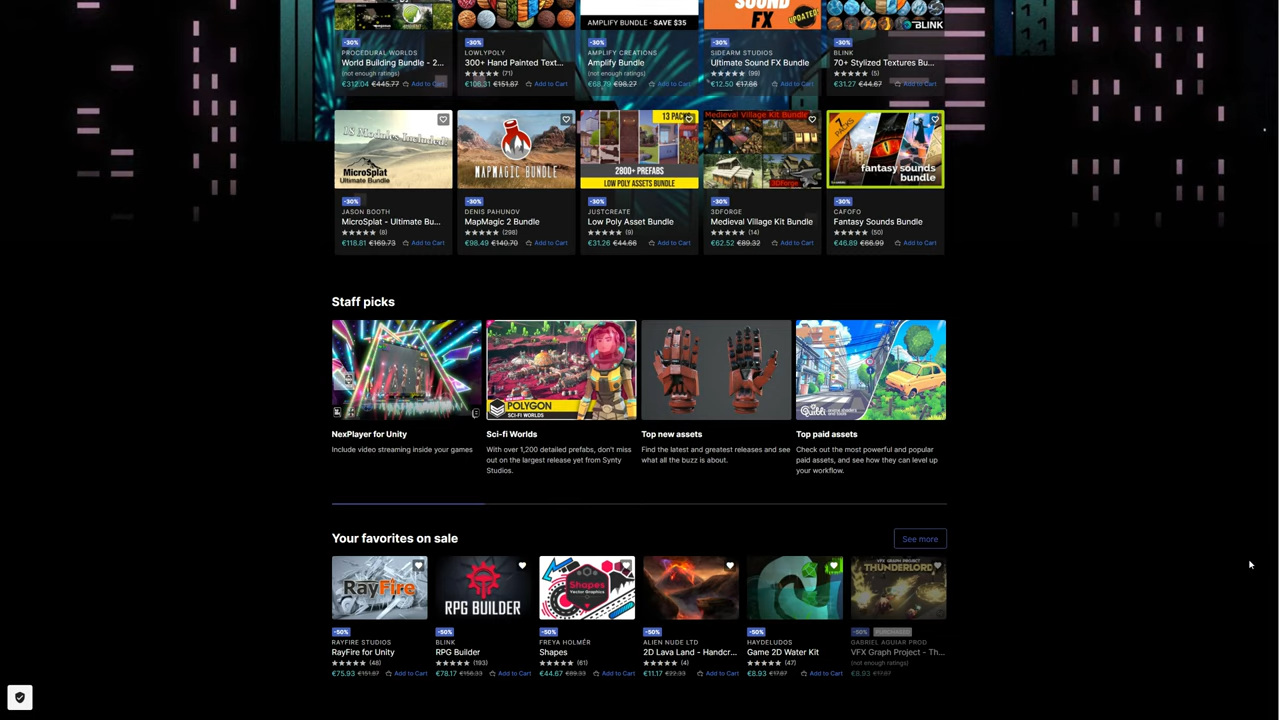 AMPLIFY BUNDLE - SAVE $35
SOUND
FX
UPDATED!
BLINK
-30%
PROCEDURAL WORLDS
World Building Bundle - 2...
(not enough ratings)
€312.04 €445.77 Add to Cart
-30%
LOWLYPOLY
300+ Hand Painted Text...
(71)
€106.31 €151.87 Add to Cart
-30%
AMPLIFY CREATIONS
Amplify Bundle
(not enough ratings)
€68.79 €98.27 Add to Cart
-30%
SIDEARM STUDIOS
Ultimate Sound FX Bundle
(99)
€12.50 €17.86 Add to Cart
-30%
BLINK
70+ Stylized Textures Bu...
(5)
€31.27 €44.67 Add to Cart
18 Modules Included!
MicroSplat
Ultimate Bundle
-30%
JASON BOOTH
MicroSplat - Ultimate Bu...
(8)
€118.81 €169.73 Add to Cart
MAPMAGIC BUNDLE
-30%
DENIS PAHUNOV
MapMagic 2 Bundle
(298)
€98.49 €140.70 Add to Cart
13 PACKS
2800+ PREFABS
LOW POLY ASSETS BUNDLE
-30%
JUSTCREATE
Low Poly Asset Bundle
(9)
€31.26 €44.66 Add to Cart
Medieval Village Kit Bundle
3DForge
-30%
3DFORGE
Medieval Village Kit Bundle
(14)
€62.52 €89.32 Add to Cart
7 PACKS
fantasy sounds
bundle
-30%
CAFOFO
Fantasy Sounds Bundle
(50)
€46.89 €66.99 Add to Cart
Staff picks
NexPlayer for Unity
Include video streaming inside your games
POLYGON
SCI-FI WORLDS
Sci-fi Worlds
With over 1,200 detailed prefabs, don't miss
out on the largest release yet from Synty
Studios.
Top new assets
Find the latest and greatest releases and see
what all the buzz is about.
Quibli
Top paid assets
Check out the most powerful and popular
paid assets, and see how they can level up
your workflow.
Your favorites on sale
See more
RayFire
-50%
RAYFIRE STUDIOS
RayFire for Unity
(48)
€75.93 €151.87 Add to Cart
RPG BUILDER
-50%
BLINK
RPG Builder
(193)
€78.17 €156.33 Add to Cart
Shapes
Vector Graphics
-50%
FREYA HOLMÉR
Shapes
(61)
€44.67 €89.33 Add to Cart
-50%
ALIEN NUDE LTD
2D Lava Land - Handcr...
(4)
€11.17 €22.33 Add to Cart
-50%
HAYDELUDOS
Game 2D Water Kit
(47)
€8.93 €17.87 Add to Cart
VFX GRAPH PROJECT
THUNDERLORD
-50% PURCHASED
GABRIEL AGUIAR PROD
VFX Graph Project - Th...
(not enough ratings)
€8.93 €17.87